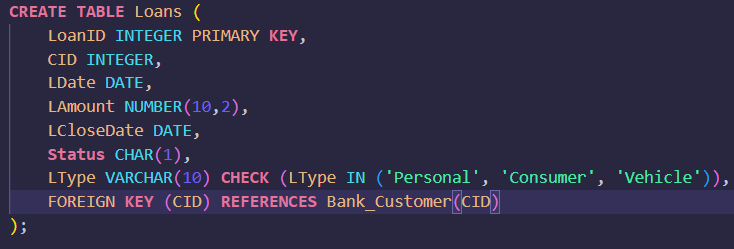 CREATE TABLE Loans (
    LoanID INTEGER PRIMARY KEY,
    CID INTEGER,
    LDate DATE,
    LAmount NUMBER(10,2),
    LCloseDate DATE,
    Status CHAR(1),
    LType VARCHAR(10) CHECK (LType IN ('Personal', 'Consumer', 'Vehicle')),
    FOREIGN KEY (CID) REFERENCES Bank_Customer(CID)
);